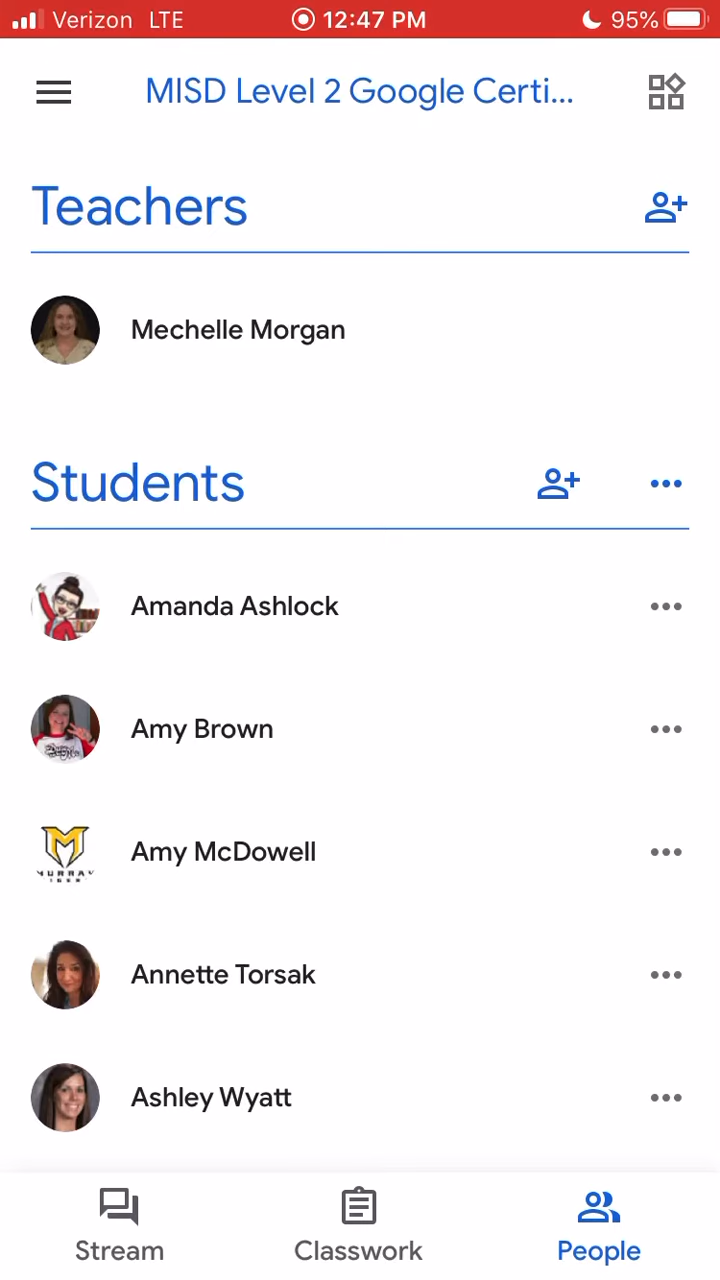 Verizon LTE 12:47 PM 95%
MISD Level 2 Google Certi...
Teachers
Mechelle Morgan
Students
Amanda Ashlock
Amy Brown
Amy McDowell
MURRAY
Annette Torsak
Ashley Wyatt
Stream Classwork People